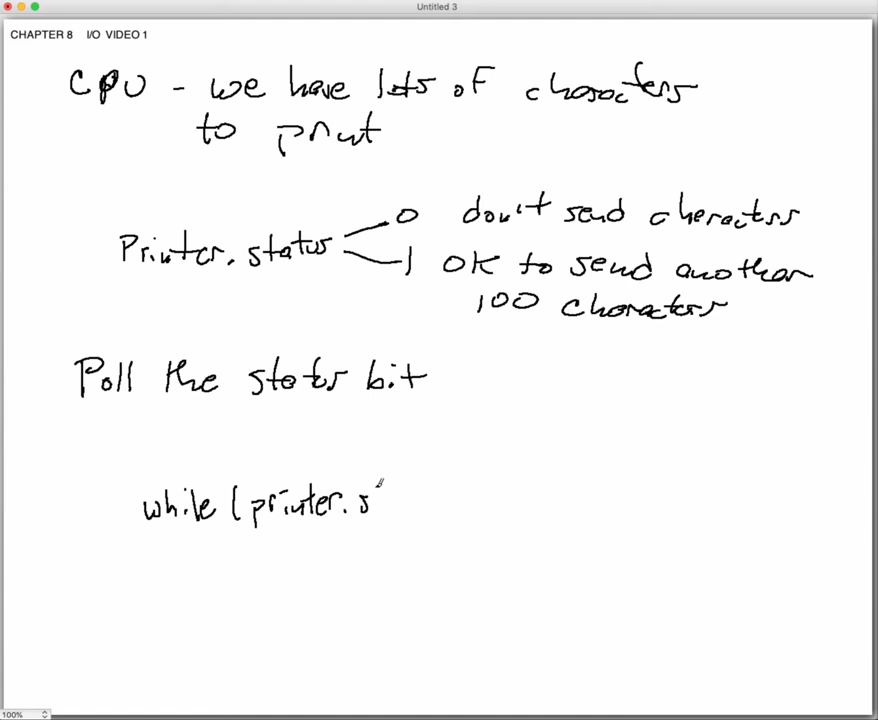 Untitled 3
CHAPTER 8 I/O VIDEO 1
CPU - we have lots of characters
to print
Printer.status
0 don't send characters
1 OK to send another
100 characters
Poll the status bit
while (printer.s
100%